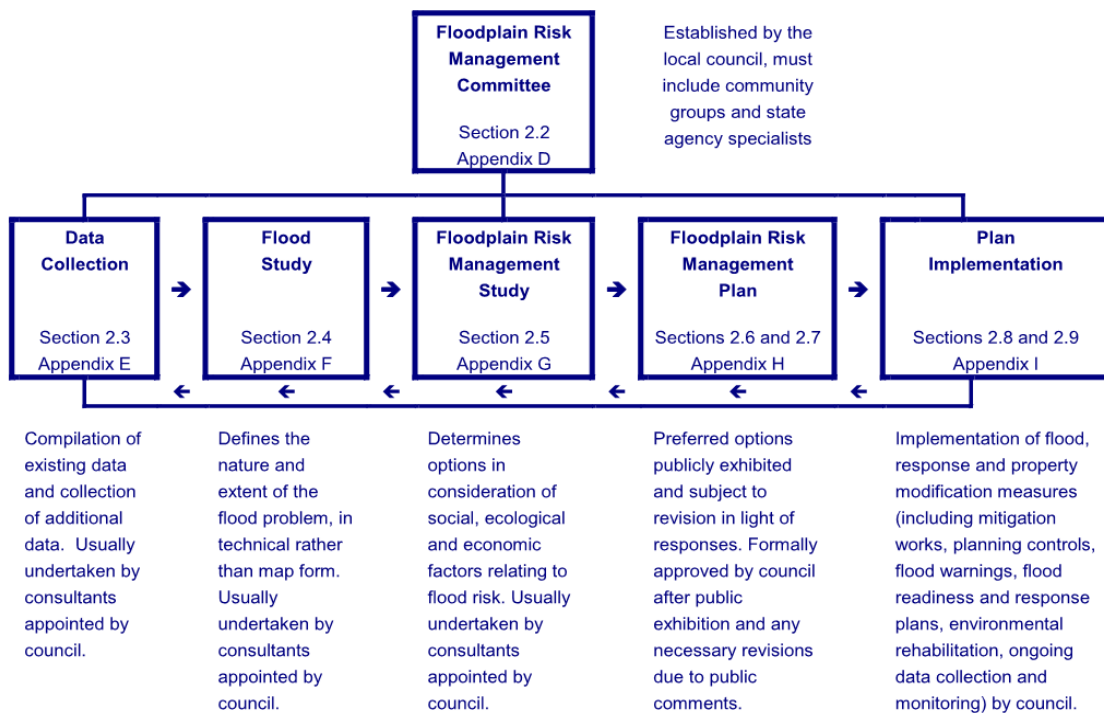 Floodplain Risk
Management
Committee
Section 2.2
Appendix D
Established by the
local council, must
include community
groups and state
agency specialists
Data
Collection
Section 2.3
Appendix E
Flood
Study
Section 2.4
Appendix F
Floodplain Risk
Management
Study
Section 2.5
Appendix G
Floodplain Risk
Management
Plan
Sections 2.6 and 2.7
Appendix H
Plan
Implementation
Sections 2.8 and 2.9
Appendix I
Compilation of
existing data
and collection
of additional
data.  Usually
undertaken by
consultants
appointed by
council.
Defines the
nature and
extent of the
flood problem, in
technical rather
than map form.
Usually
undertaken by
consultants
appointed by
council.
Determines
options in
consideration of
social, ecological
and economic
factors relating to
flood risk. Usually
undertaken by
consultants
appointed by
council.
Preferred options
publicly exhibited
and subject to
revision in light of
responses. Formally
approved by council
after public
exhibition and any
necessary revisions
due to public
comments.
Implementation of flood,
response and property
modification measures
(including mitigation
works, planning controls,
flood warnings, flood
readiness and response
plans, environmental
rehabilitation, ongoing
data collection and
monitoring) by council.